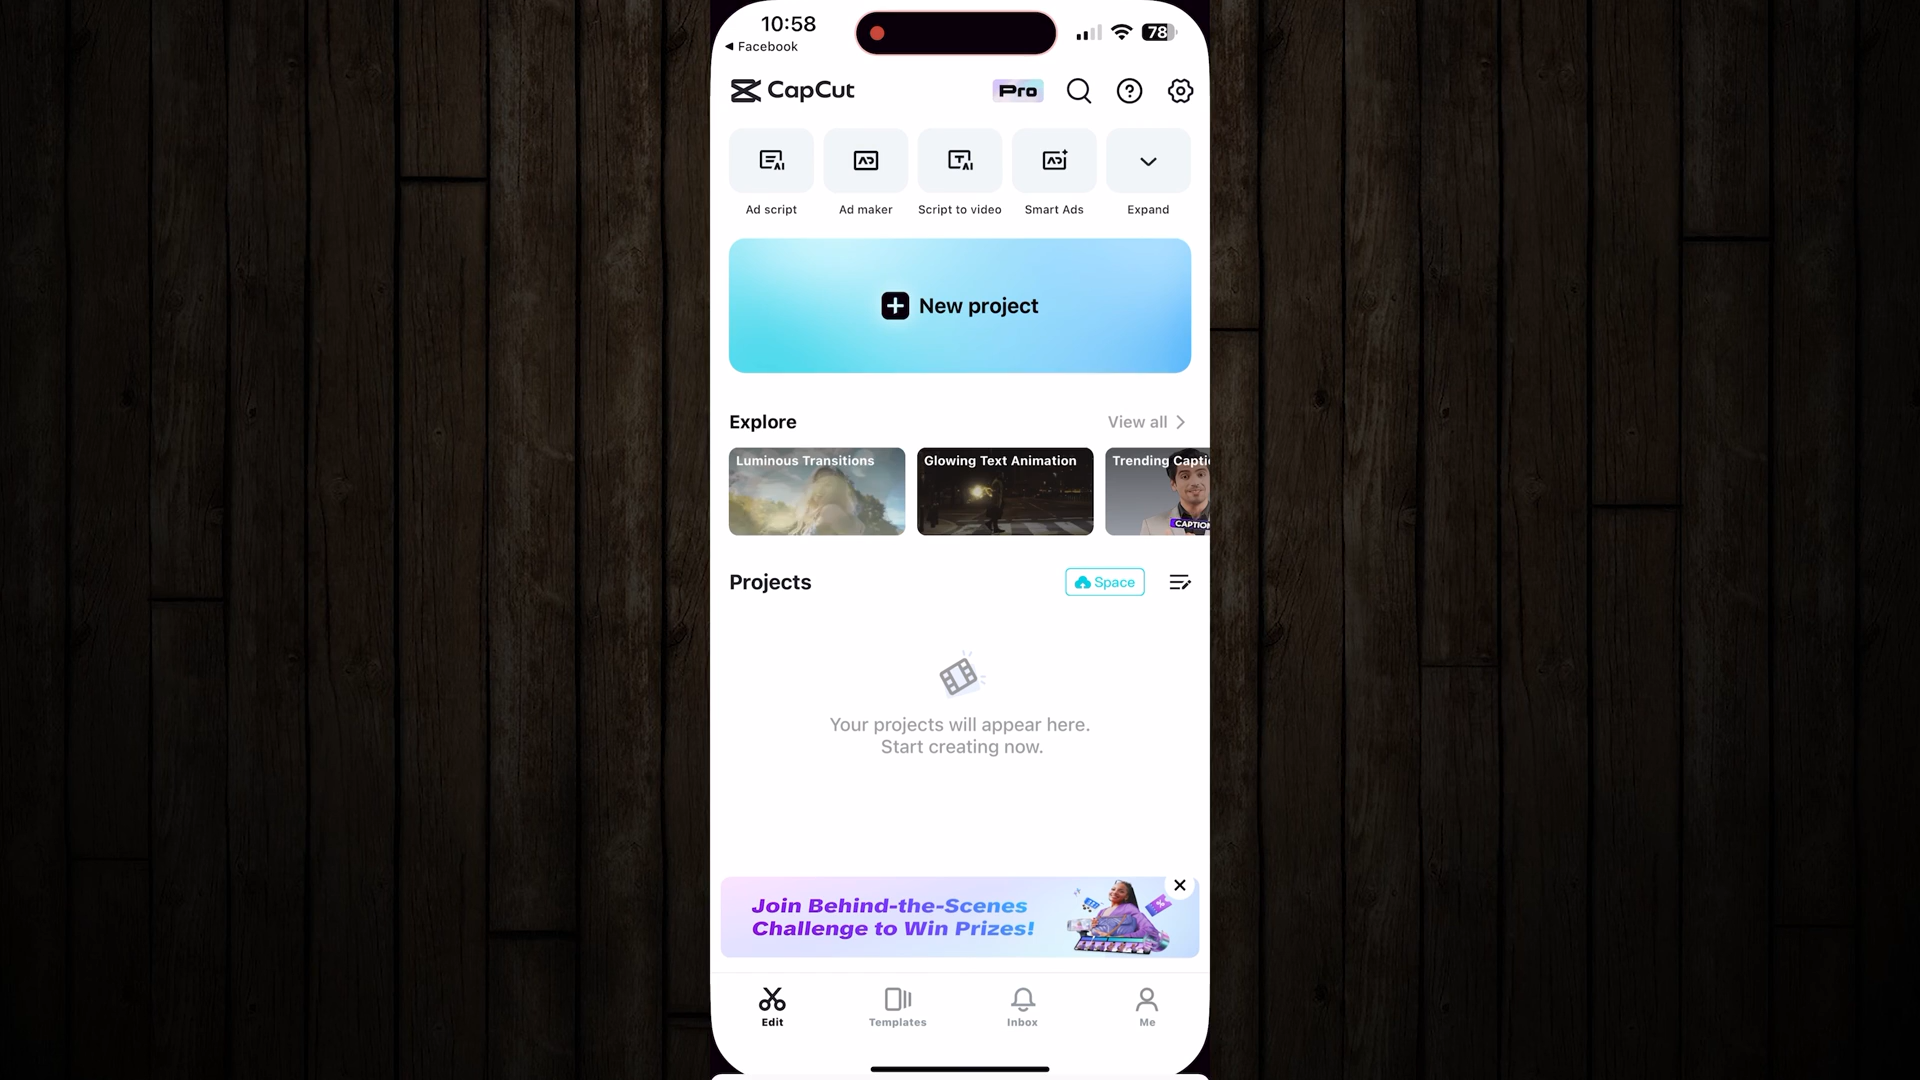 10:58
◀ Facebook
78
CapCut
Pro
Ad script
Ad maker
Script to video
Smart Ads
Expand
New project
Explore
View all
Luminous Transitions
Glowing Text Animation
Trending Capti
CAPTION
Projects
Space
Your projects will appear here.
Start creating now.
Join Behind-the-Scenes
Challenge to Win Prizes!
Edit
Templates
Inbox
Me